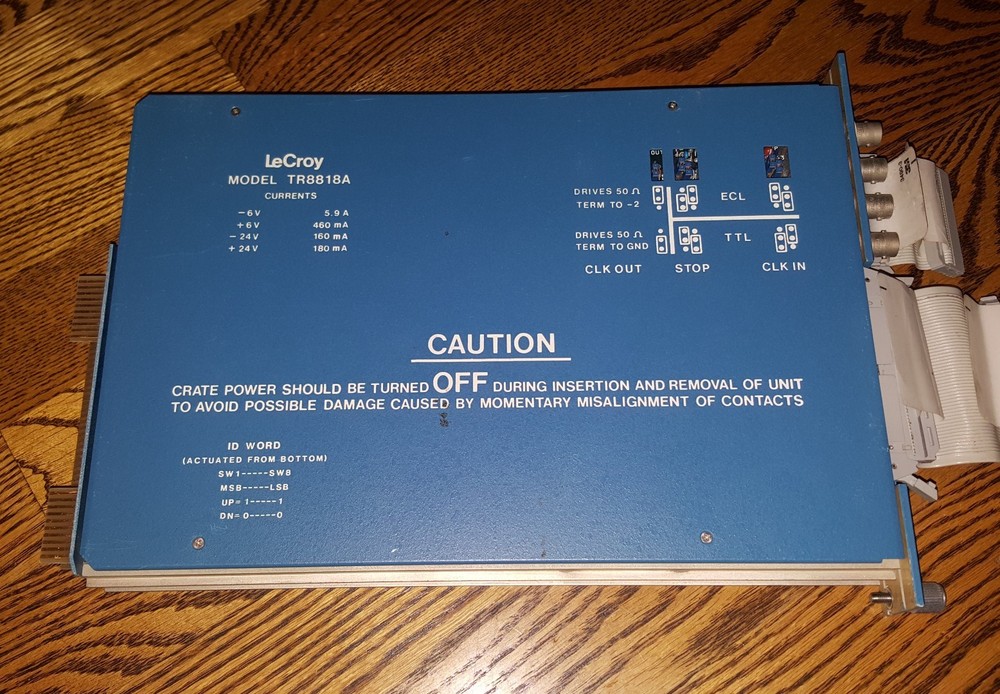 LeCroy
MODEL TR8818A
CURRENTS
−6V 5.9 A
+6V 460 mA
−24V 160 mA
+24V 180 mA
OUT
DRIVES 50 Ω
TERM TO -2
ECL
DRIVES 50 Ω
TERM TO GND
TTL
CLK OUT STOP CLK IN
CAUTION
CRATE POWER SHOULD BE TURNED OFF DURING INSERTION AND REMOVAL OF UNIT
TO AVOID POSSIBLE DAMAGE CAUSED BY MOMENTARY MISALIGNMENT OF CONTACTS
ID WORD
(ACTUATED FROM BOTTOM)
SW1-----SW8
MSB-----LSB
UP= 1-----1
DN= 0-----0